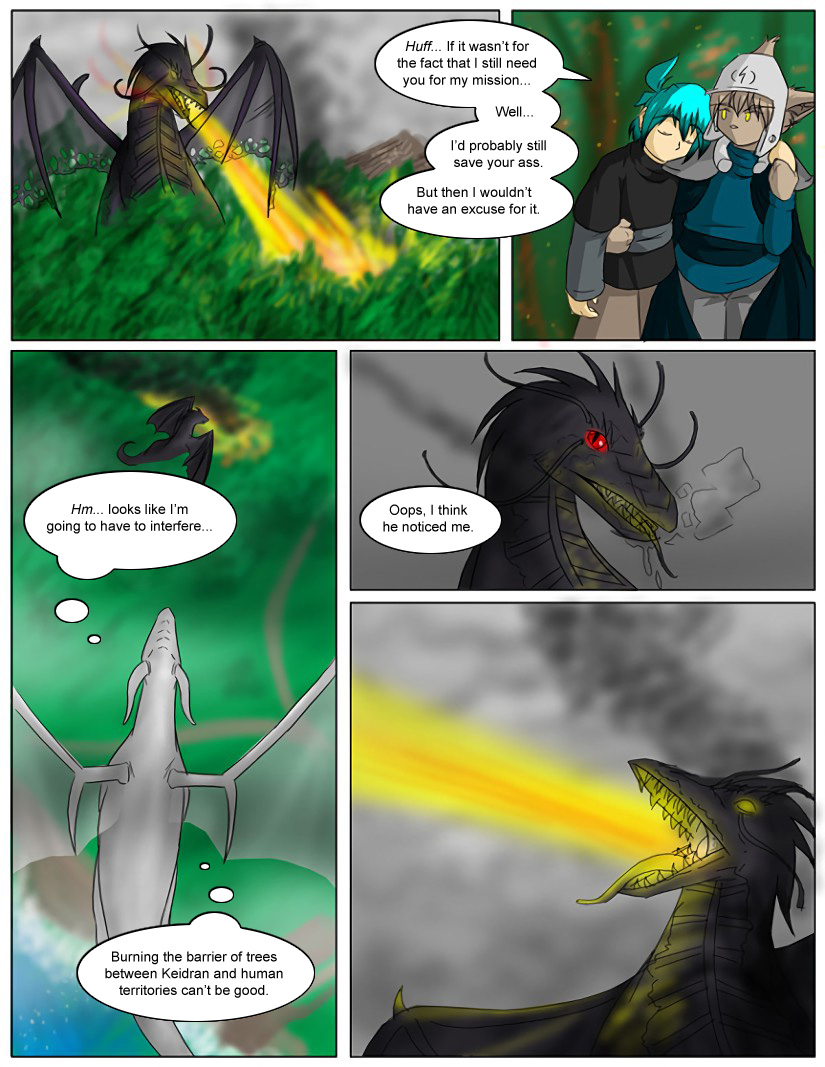 Huff... If it wasn't for
the fact that I still need
you for my mission...
Well...
I'd probably still
save your ass.
But then I wouldn't
have an excuse for it.
Hm... looks like I'm
going to have to interfere...
Oops, I think
he noticed me.
Burning the barrier of trees
between Keidran and human
territories can't be good.